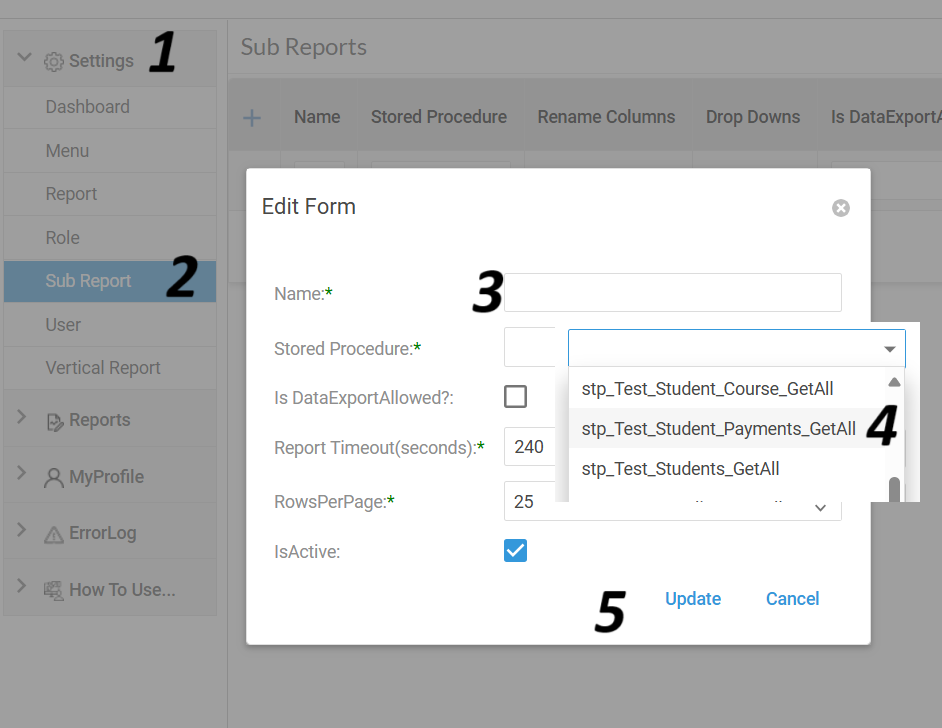 Settings 1
Dashboard
Menu
Report
Role
Sub Report 2
User
Vertical Report
Reports
MyProfile
ErrorLog
How To Use...
Sub Reports
+ Name Stored Procedure Rename Columns Drop Downs Is DataExportA
Edit Form
Name:* 3
Stored Procedure:*
stp_Test_Student_Course_GetAll
stp_Test_Student_Payments_GetAll 4
stp_Test_Students_GetAll
Is DataExportAllowed?:
Report Timeout(seconds):* 240
RowsPerPage:* 25
IsActive:
5 Update Cancel